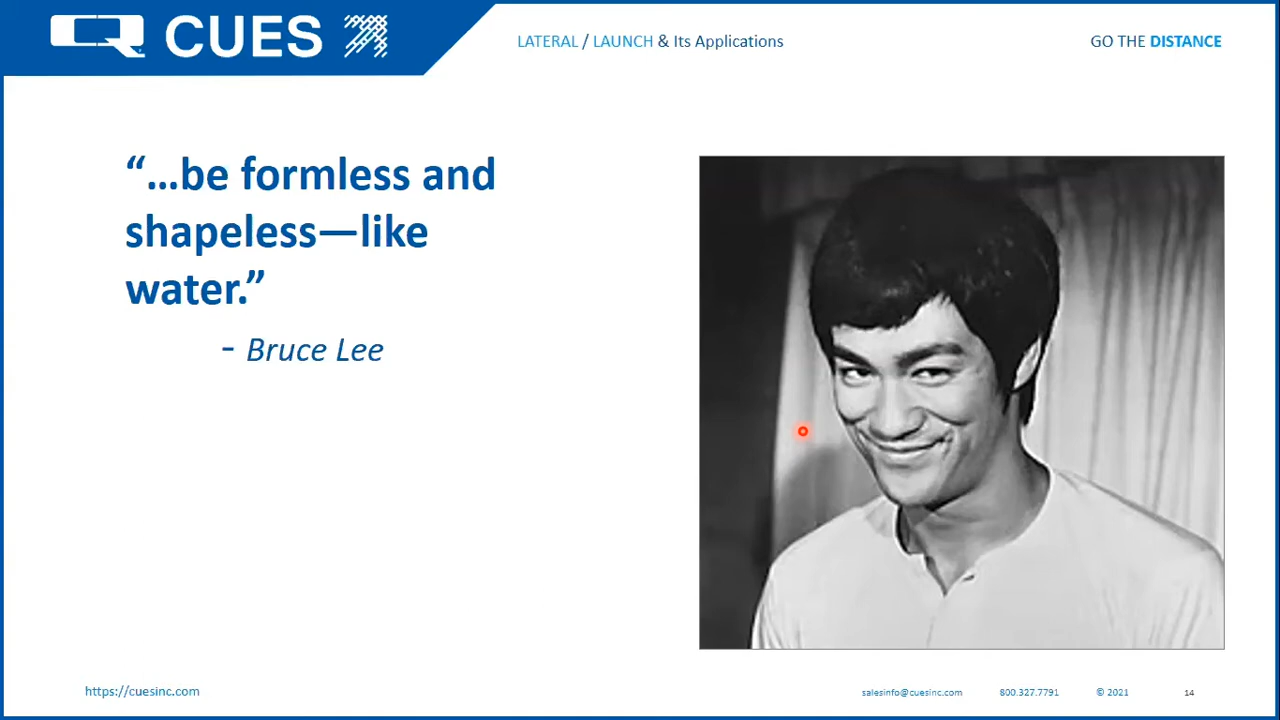 CUES
LATERAL / LAUNCH & Its Applications
GO THE DISTANCE
“…be formless and
shapeless—like
water.”
- Bruce Lee
https://cuesinc.com
salesinfo@cuesinc.com
800.327.7791
© 2021
14